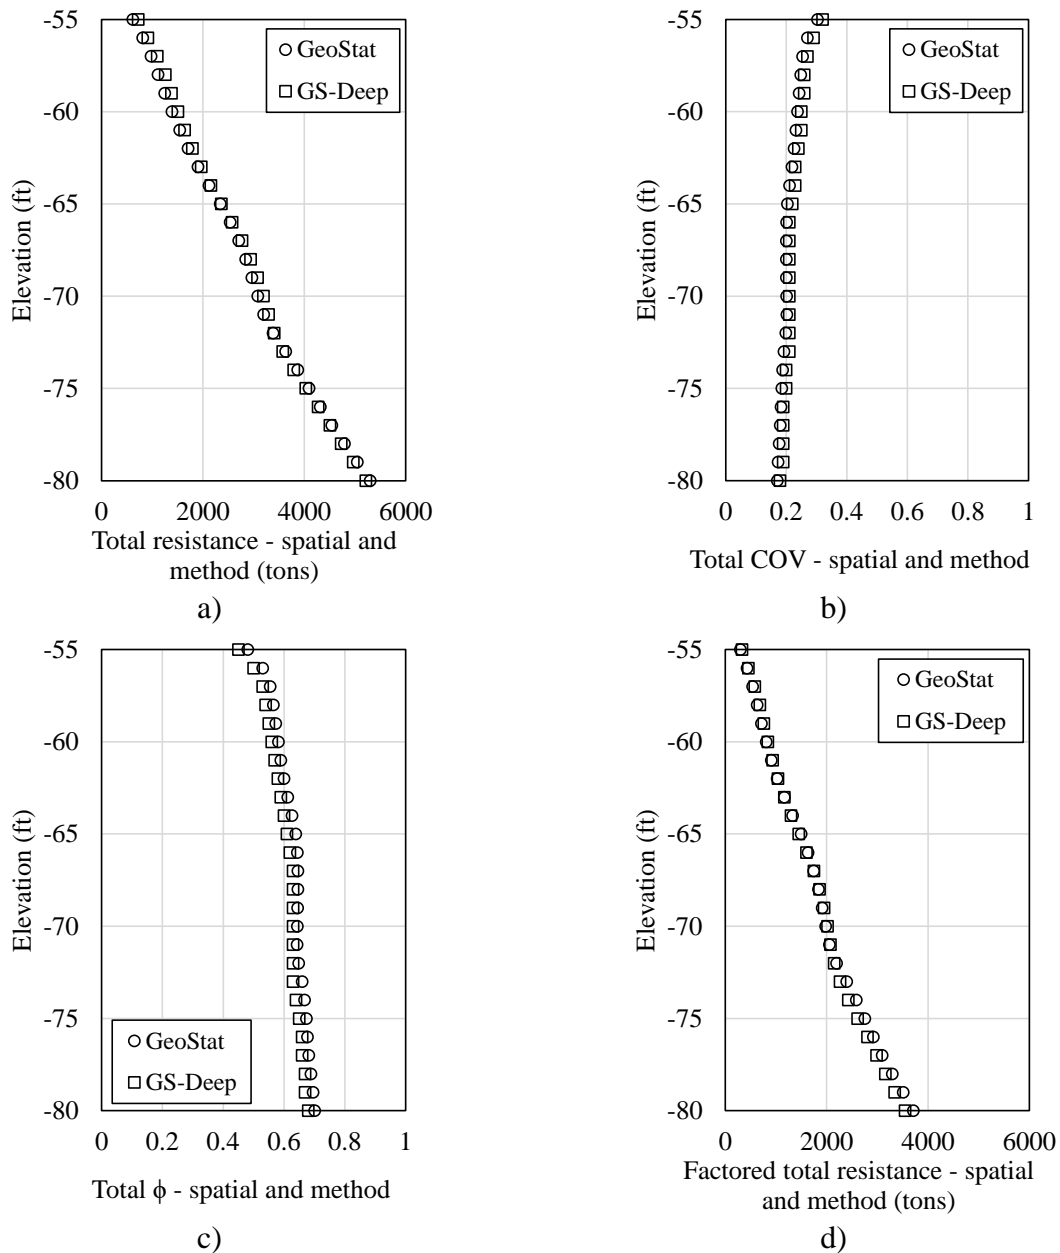 -55
-60
-65
-70
-75
-80
Elevation (ft)
GeoStat
GS-Deep
0 2000 4000 6000
Total resistance - spatial and
method (tons)
a)
-55
-60
-65
-70
-75
-80
Elevation (ft)
GeoStat
GS-Deep
0 0.2 0.4 0.6 0.8 1
Total COV - spatial and method
b)
-55
-60
-65
-70
-75
-80
Elevation (ft)
GeoStat
GS-Deep
0 0.2 0.4 0.6 0.8 1
Total ϕ - spatial and method
c)
-55
-60
-65
-70
-75
-80
Elevation (ft)
GeoStat
GS-Deep
0 2000 4000 6000
Factored total resistance - spatial
and method (tons)
d)